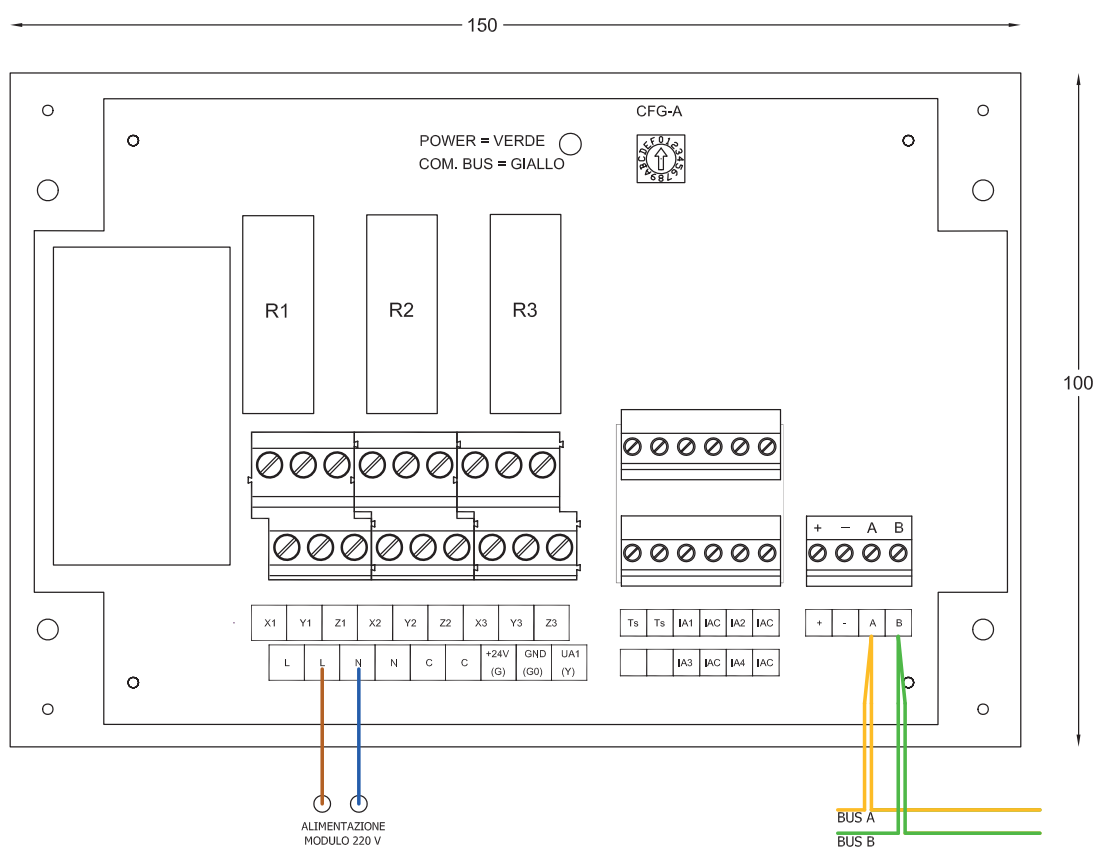 150
CFG-A
POWER = VERDE
COM. BUS = GIALLO
0123456789ABCDEF
100
R1
R2
R3
+ − A B
X1 Y1 Z1 X2 Y2 Z2 X3 Y3 Z3
Ts Ts IA1 IAC IA2 IAC
+ - A B
L L N N C C +24V GND UA1
(G) (G0) (Y)
IA3 IAC IA4 IAC
ALIMENTAZIONE
MODULO 220 V
BUS A
BUS B